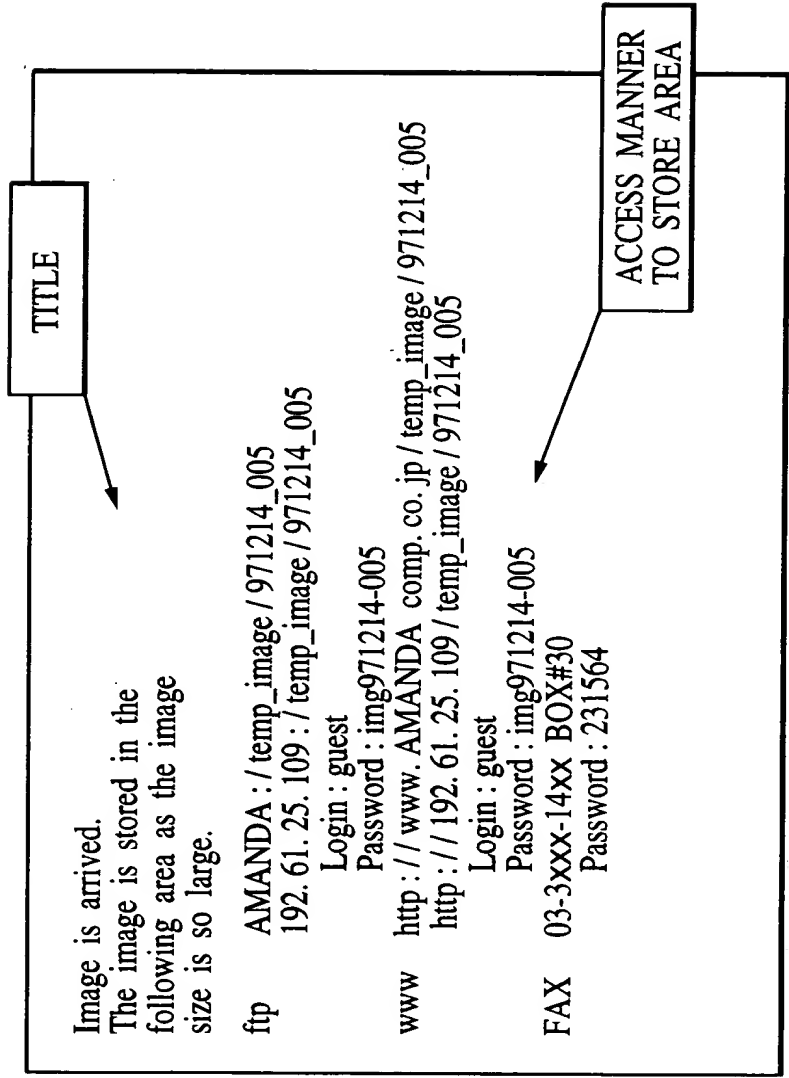 TITLE
Image is arrived.
The image is stored in the
following area as the image
size is so large.
ftp AMANDA : / temp_image / 971214_005
192. 61. 25. 109 : / temp_image / 971214_005
Login : guest
Password : img971214-005
www http : / / www. AMANDA comp. co. jp / temp_image / 971214_005
http : / / 192. 61. 25. 109 / temp_image / 971214_005
Login : guest
Password : img971214-005
FAX 03-3xxx-14xx BOX#30
Password : 231564
ACCESS MANNER
TO STORE AREA